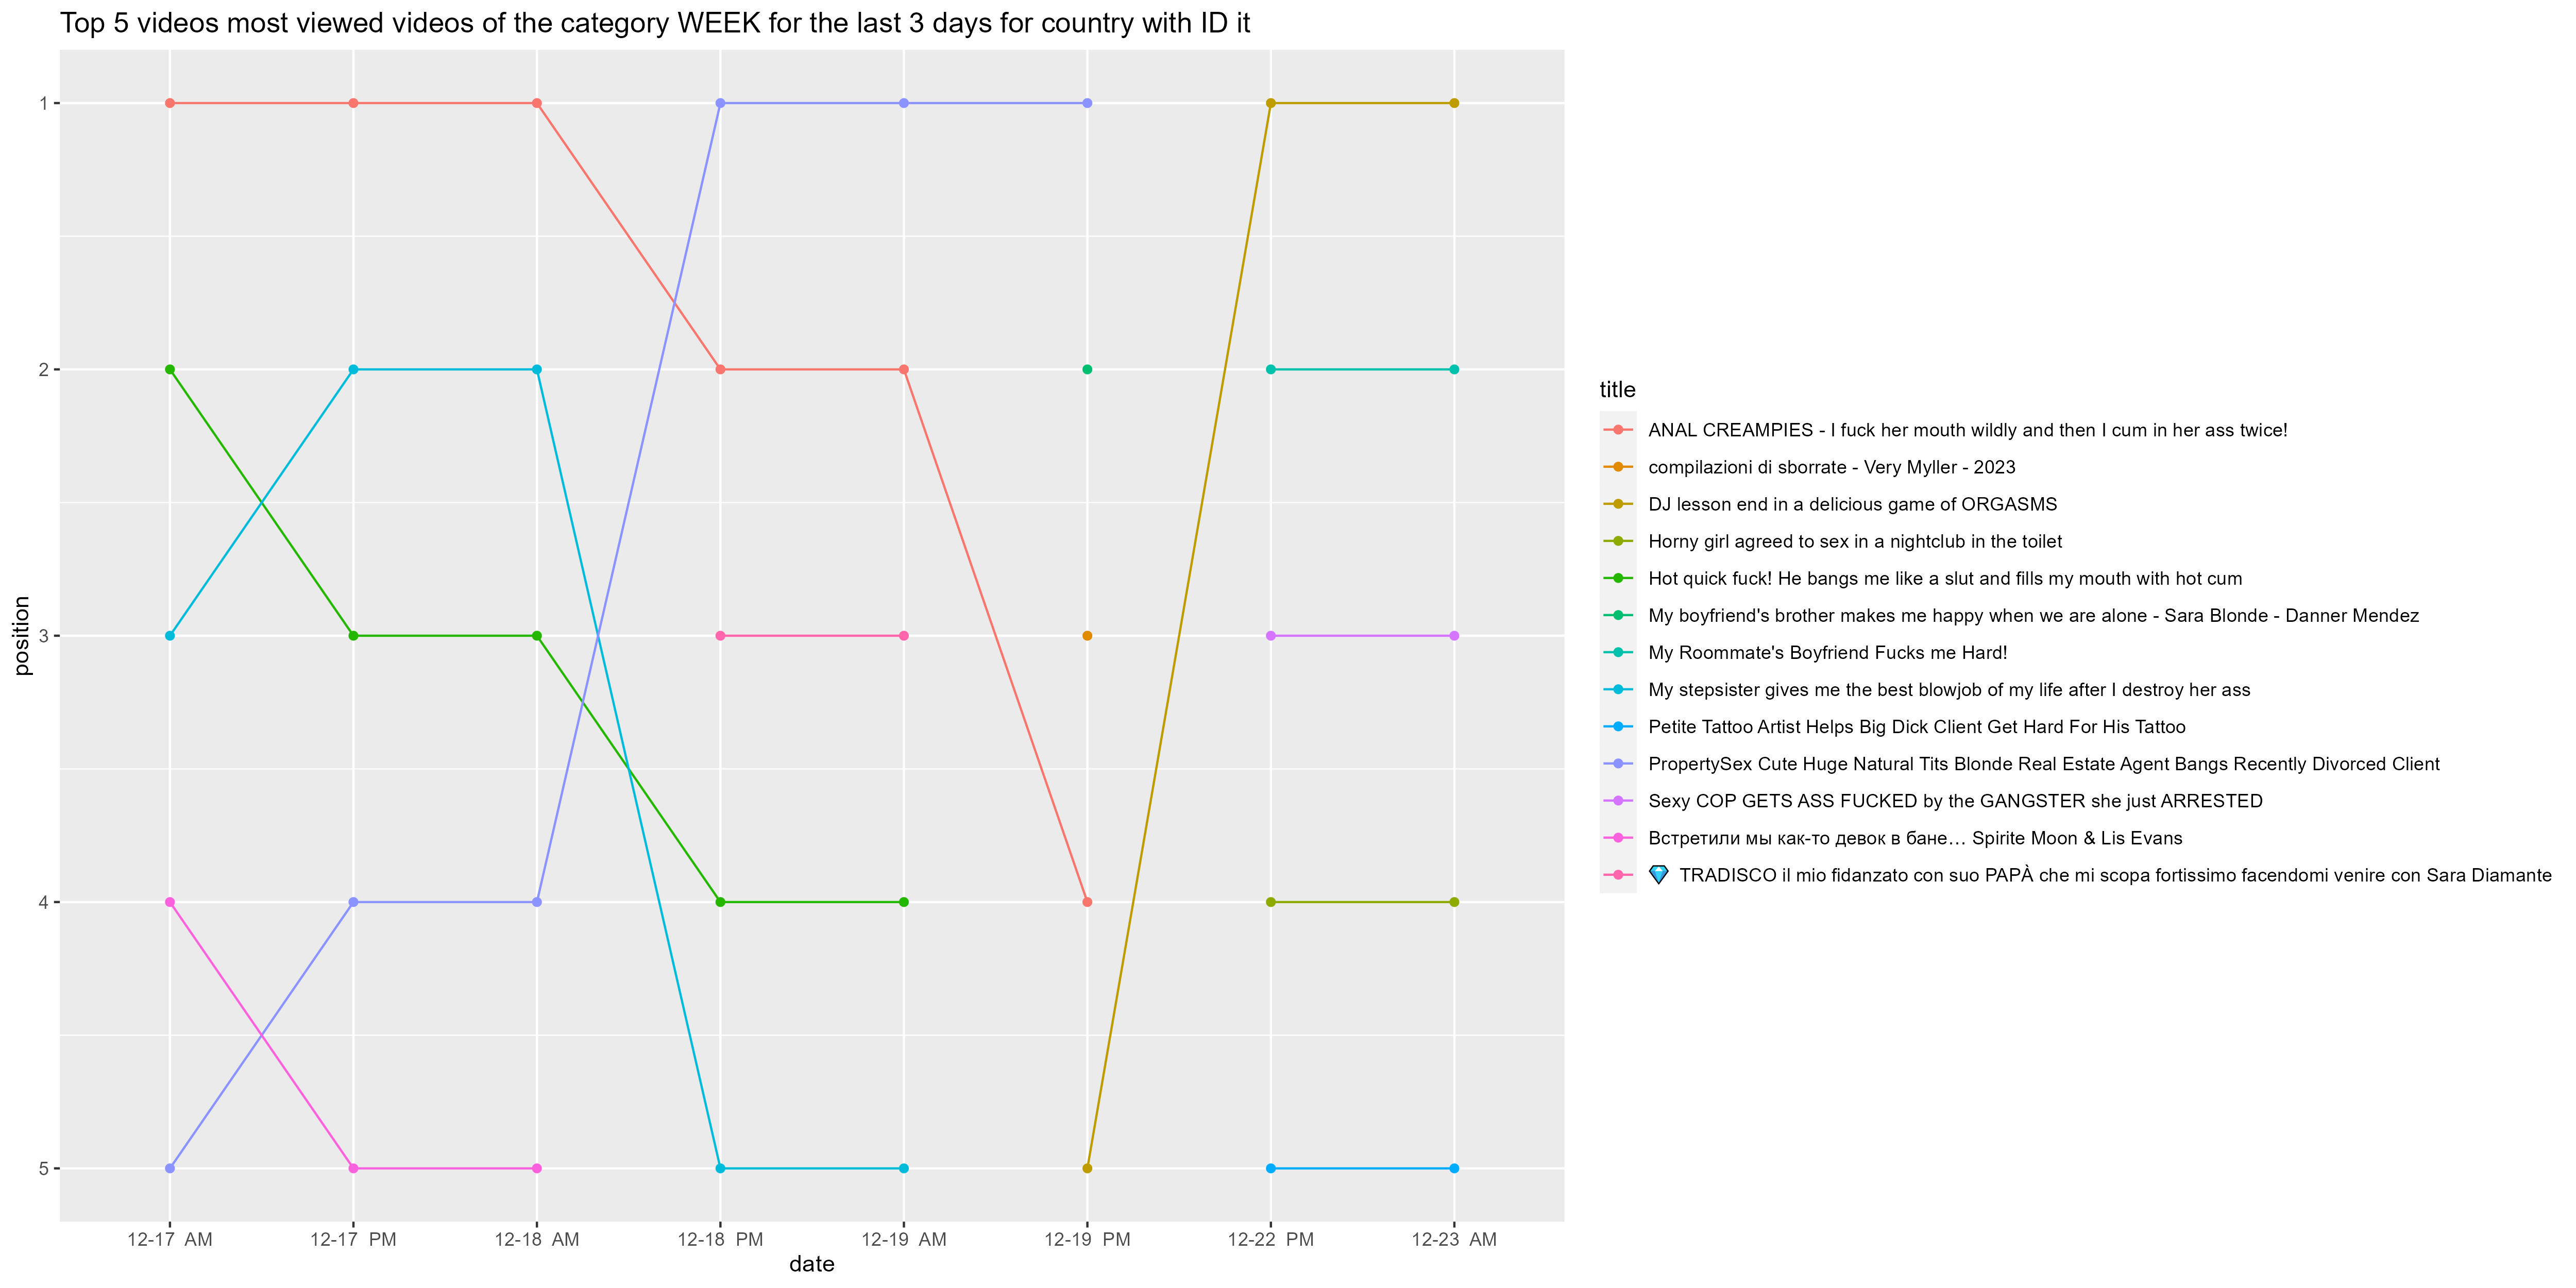 Top 5 videos most viewed videos of the category WEEK for the last 3 days for country with ID it
1
2
3
4
5
position
12-17 AM
12-17 PM
12-18 AM
12-18 PM
12-19 AM
12-19 PM
12-22 PM
12-23 AM
date
title
ANAL CREAMPIES - I fuck her mouth wildly and then I cum in her ass twice!
compilazioni di sborrate - Very Myller - 2023
DJ lesson end in a delicious game of ORGASMS
Horny girl agreed to sex in a nightclub in the toilet
Hot quick fuck! He bangs me like a slut and fills my mouth with hot cum
My boyfriend's brother makes me happy when we are alone - Sara Blonde - Danner Mendez
My Roommate's Boyfriend Fucks me Hard!
My stepsister gives me the best blowjob of my life after I destroy her ass
Petite Tattoo Artist Helps Big Dick Client Get Hard For His Tattoo
PropertySex Cute Huge Natural Tits Blonde Real Estate Agent Bangs Recently Divorced Client
Sexy COP GETS ASS FUCKED by the GANGSTER she just ARRESTED
Встретили мы как-то девок в бане… Spirite Moon & Lis Evans
💎 TRADISCO il mio fidanzato con suo PAPÀ che mi scopa fortissimo facendomi venire con Sara Diamante